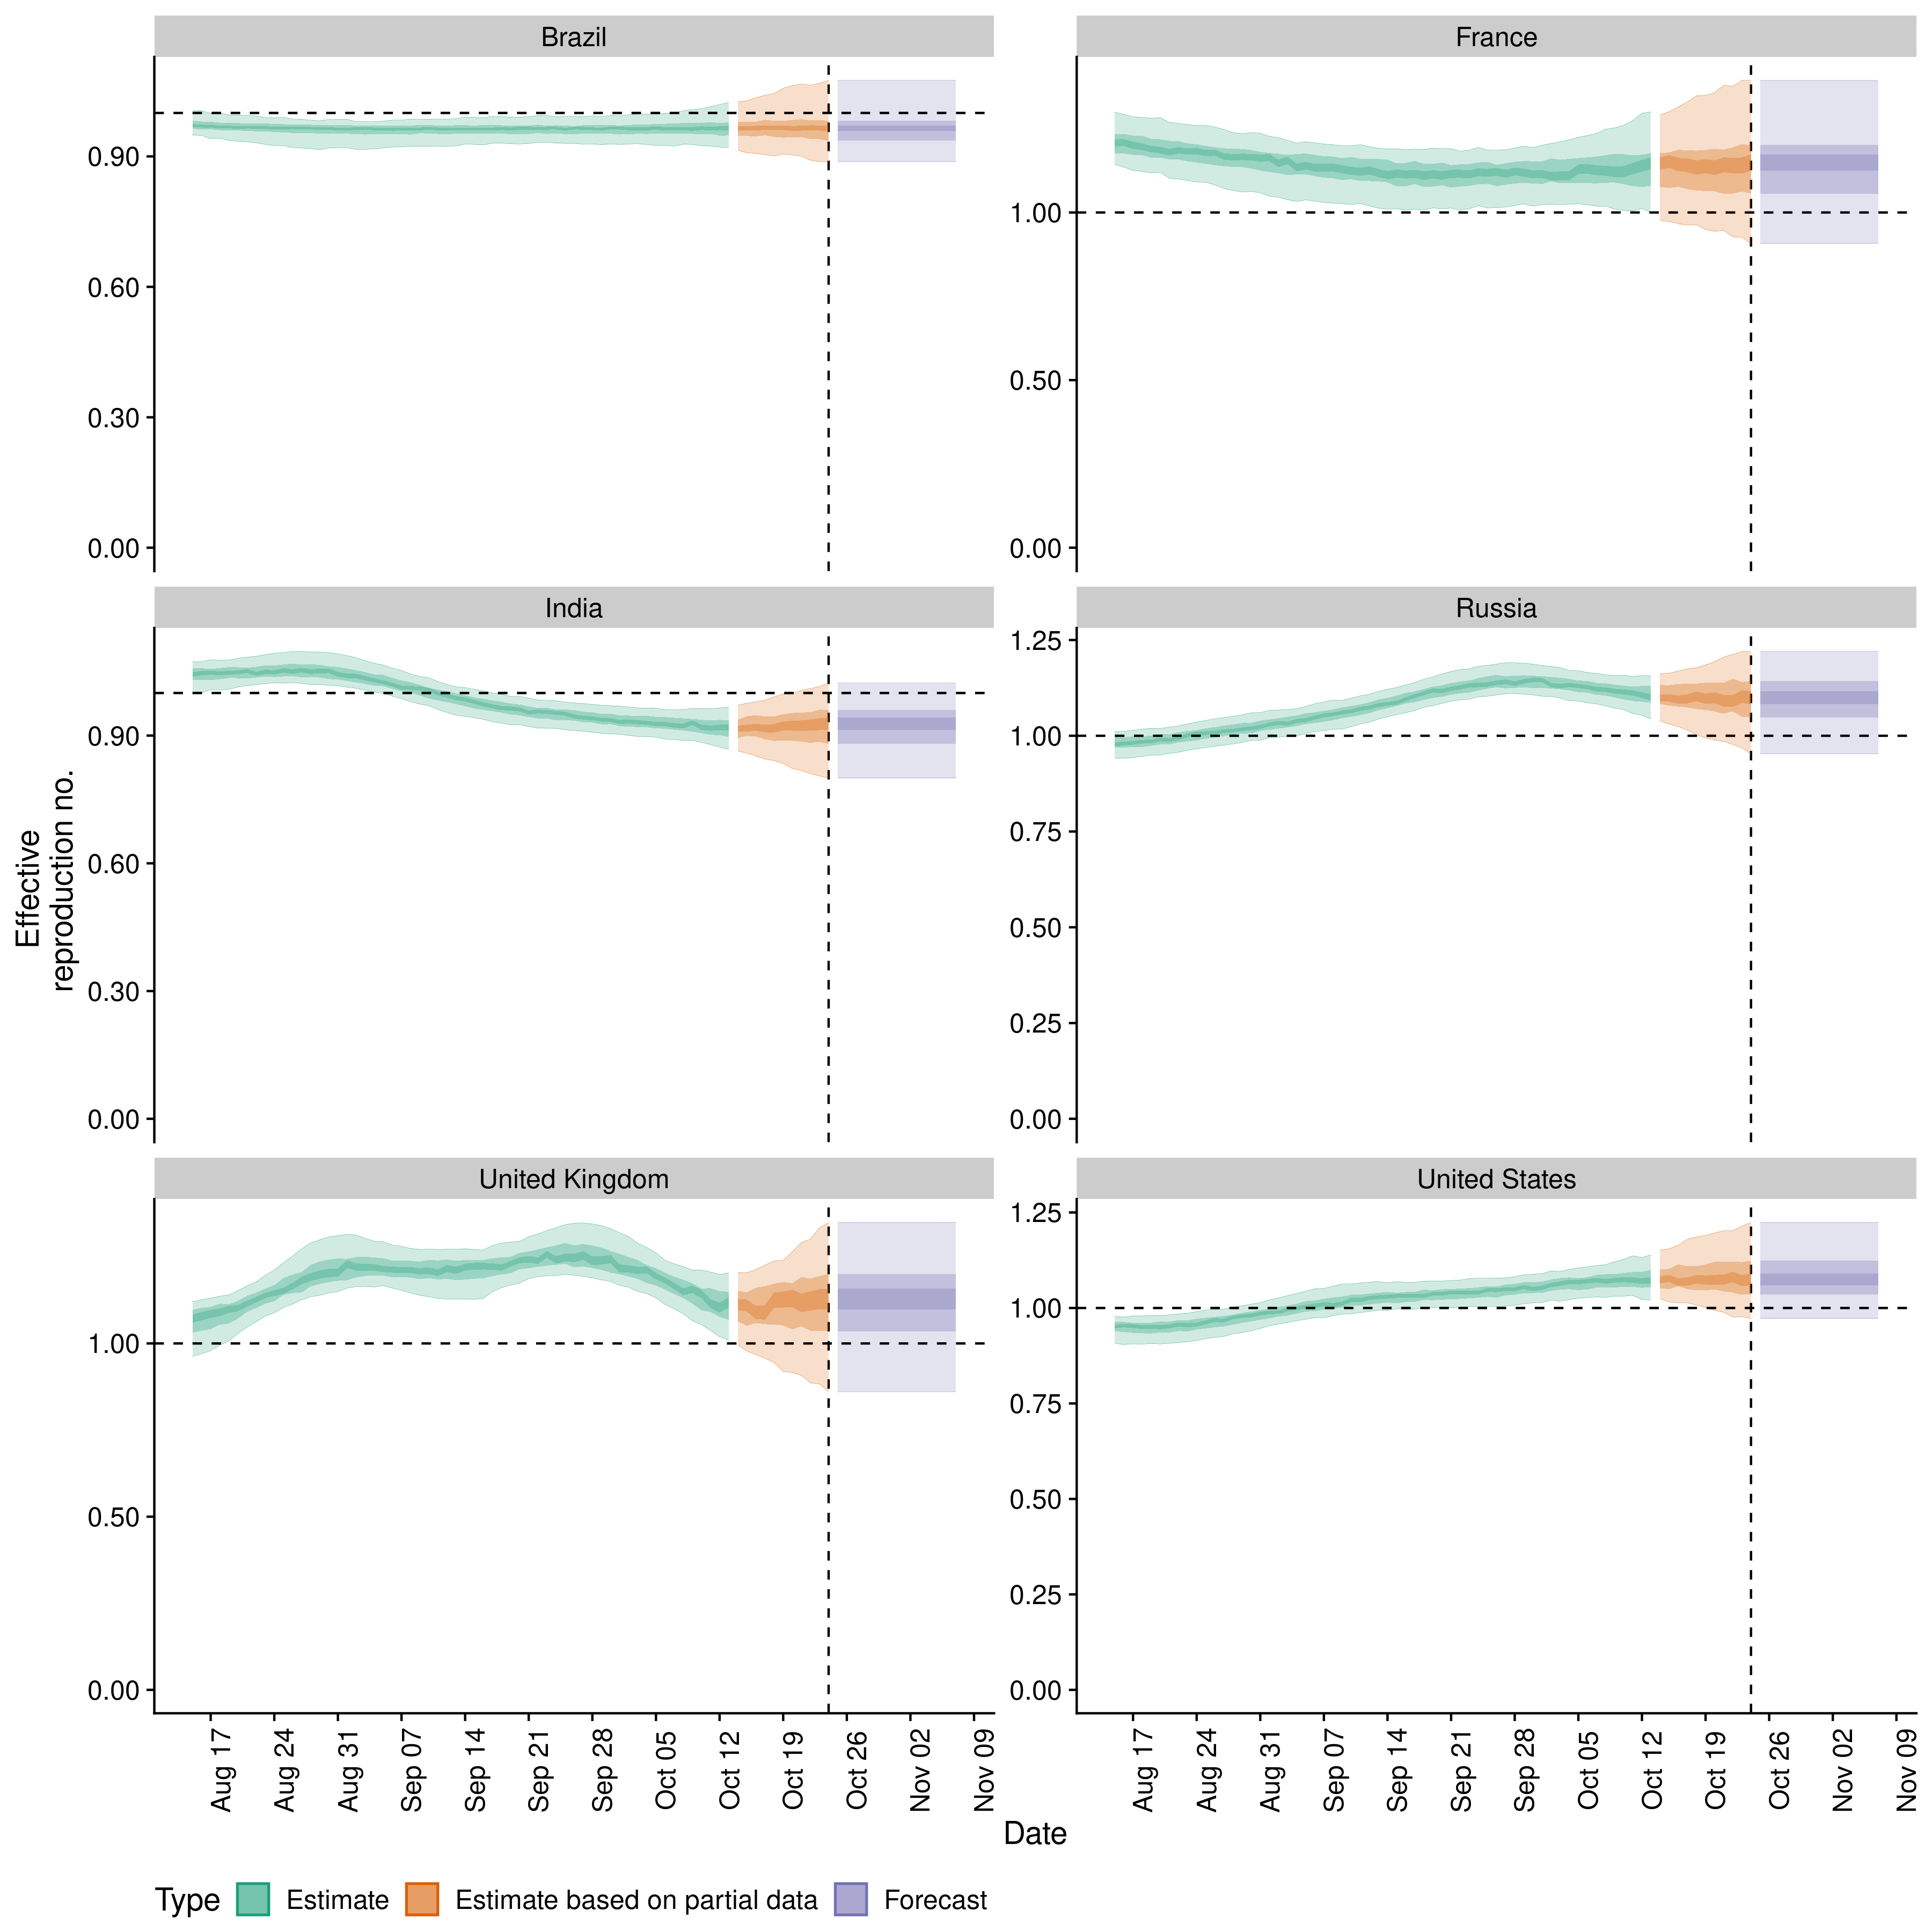 Brazil
France
0.90
0.60
0.30
0.00
1.00
0.50
0.00
India
Russia
0.90
0.60
0.30
0.00
1.25
1.00
0.75
0.50
0.25
0.00
Effective
reproduction no.
United Kingdom
United States
1.00
0.50
0.00
1.25
1.00
0.75
0.50
0.25
0.00
Aug 17
Aug 24
Aug 31
Sep 07
Sep 14
Sep 21
Sep 28
Oct 05
Oct 12
Oct 19
Oct 26
Nov 02
Nov 09
Aug 17
Aug 24
Aug 31
Sep 07
Sep 14
Sep 21
Sep 28
Oct 05
Oct 12
Oct 19
Oct 26
Nov 02
Nov 09
Date
Type Estimate Estimate based on partial data Forecast